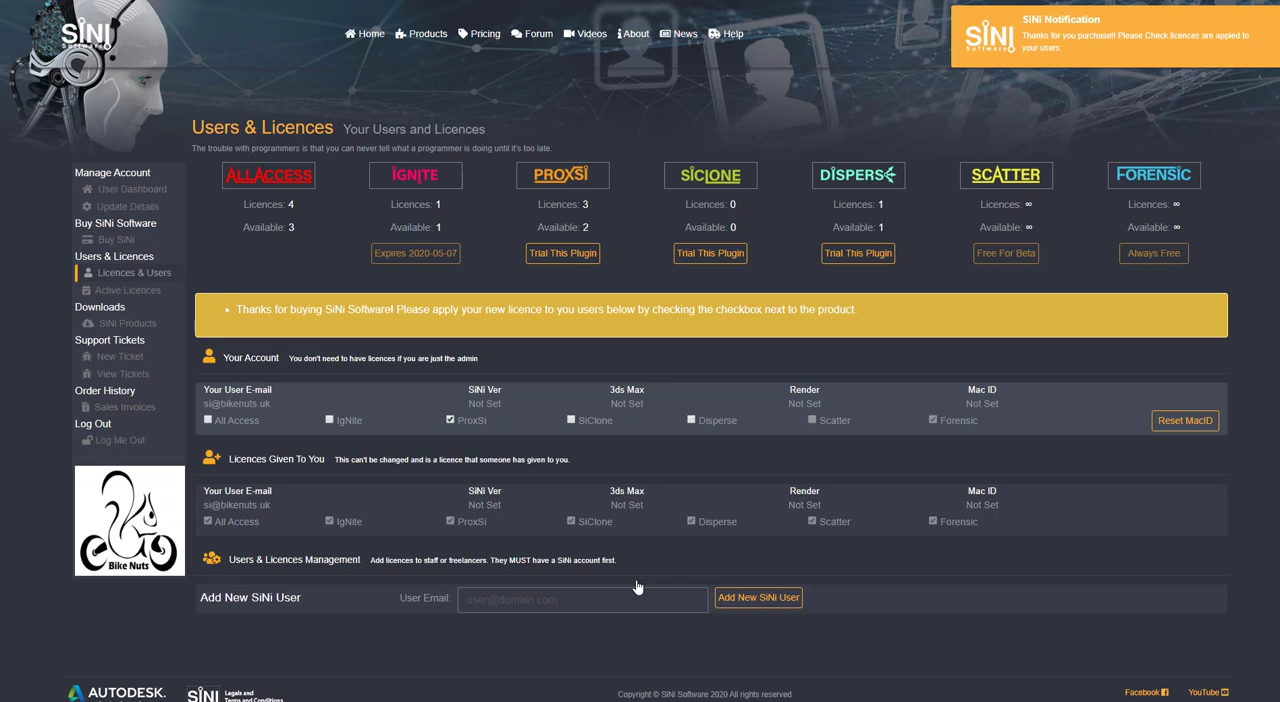 SiNi
Software
Home Products Pricing Forum Videos About News Help
SiNi
Software
SiNi Notification
Thanks for you purchase!! Please Check licences are appied to
your users.
Users & Licences Your Users and Licences
The trouble with programmers is that you can never tell what a programmer is doing until it's too late.
Manage Account
User Dashboard
Update Details
Buy SiNi Software
Buy SiNi
Users & Licences
Licences & Users
Active Licences
Downloads
SiNi Products
Support Tickets
New Ticket
View Tickets
Order History
Sales Invoices
Log Out
Log Me Out
Bike Nuts
ALLACCESS IGNITE PROXSI SICLONE DISPERSE SCATTER FORENSIC
Licences: 4 Licences: 1 Licences: 3 Licences: 0 Licences: 1 Licences: ∞ Licences: ∞
Available: 3 Available: 1 Available: 2 Available: 0 Available: 1 Available: ∞ Available: ∞
Expires 2020-05-07 Trial This Plugin Trial This Plugin Trial This Plugin Free For Beta Always Free
• Thanks for buying SiNi Software! Please apply your new licence to you users below by checking the checkbox next to the product.
Your Account You don't need to have licences if you are just the admin
Your User E-mail SiNi Ver 3ds Max Render Mac ID
si@bikenuts.uk Not Set Not Set Not Set Not Set
All Access IgNite ProxSi SiClone Disperse Scatter Forensic Reset MacID
Licences Given To You This can't be changed and is a licence that someone has given to you.
Your User E-mail SiNi Ver 3ds Max Render Mac ID
si@bikenuts.uk Not Set Not Set Not Set Not Set
All Access IgNite ProxSi SiClone Disperse Scatter Forensic
Users & Licences Management Add licences to staff or freelancers. They MUST have a SiNi account first.
Add New SiNi User User Email: user@domain.com Add New SiNi User
AUTODESK.
SiNi
Legals and
Terms and Conditions
Copyright © SiNi Software 2020 All rights reserved
Facebook YouTube